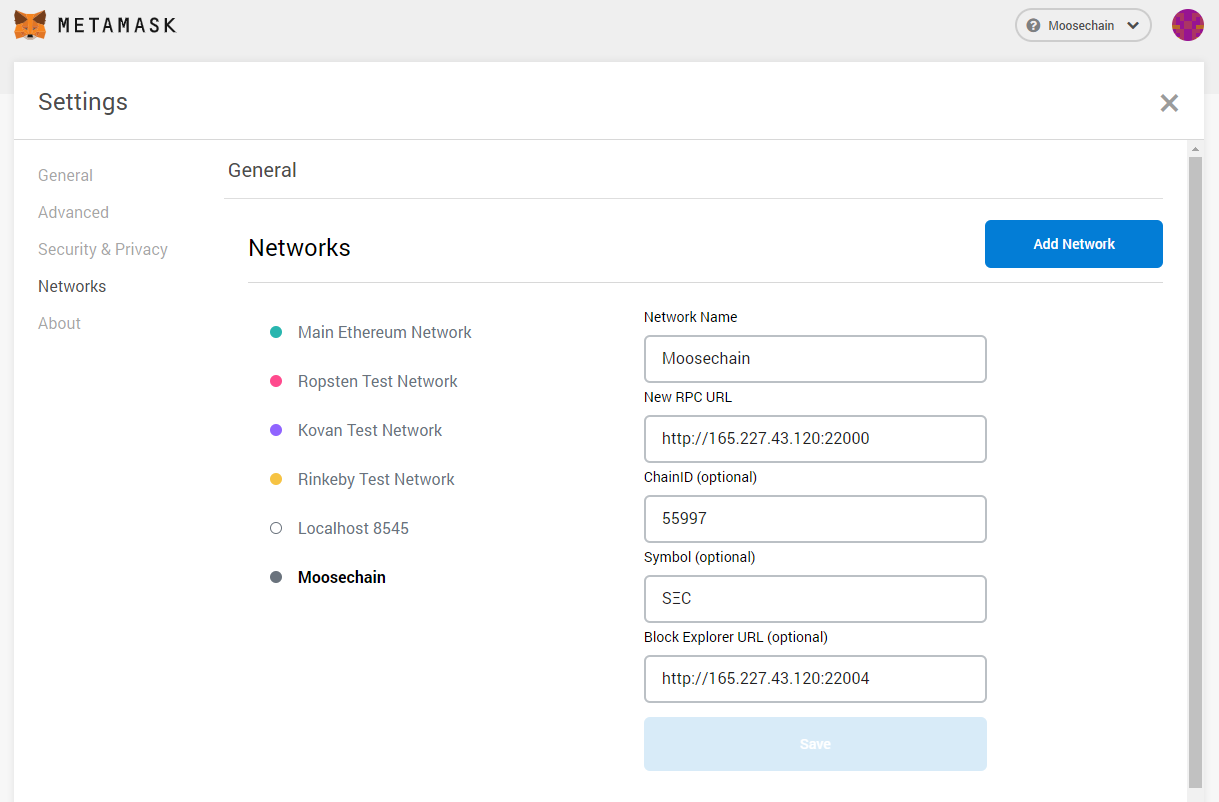 METAMASK
Moosechain
Settings
General
Advanced
Security & Privacy
Networks
About
General
Networks
Add Network
Main Ethereum Network
Ropsten Test Network
Kovan Test Network
Rinkeby Test Network
Localhost 8545
Moosechain
Network Name
Moosechain
New RPC URL
http://165.227.43.120:22000
ChainID (optional)
55997
Symbol (optional)
SΞC
Block Explorer URL (optional)
http://165.227.43.120:22004
Save